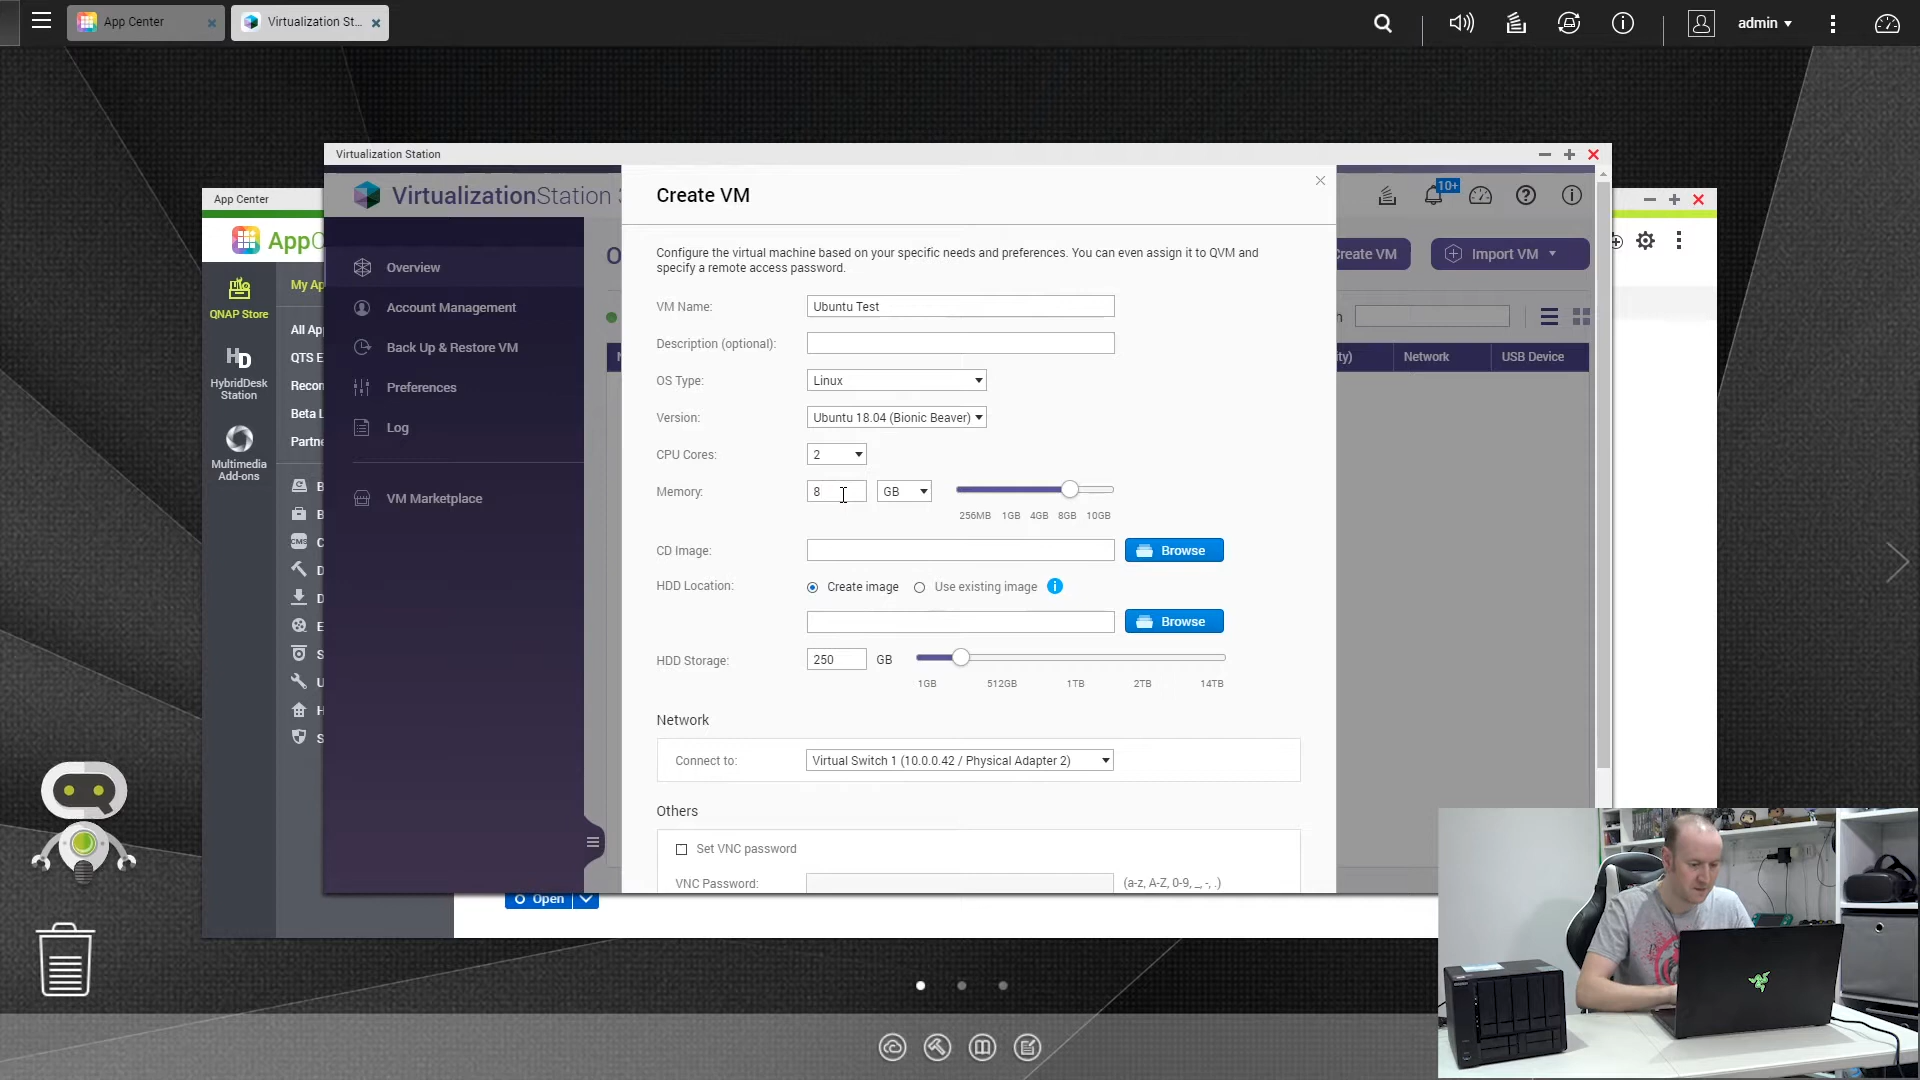 App Center
Virtualization St...
admin
Virtualization Station
App Center
VirtualizationStation
Create VM
10+
Overview
Account Management
Back Up & Restore VM
Preferences
Log
VM Marketplace
QNAP Store
HD
HybridDesk
Station
Multimedia
Add-ons
My Ap
All App
QTS E
Recon
Beta L
Partne
CMS
Configure the virtual machine based on your specific needs and preferences. You can even assign it to QVM and
specify a remote access password.
VM Name: Ubuntu Test
Description (optional):
OS Type: Linux
Version: Ubuntu 18.04 (Bionic Beaver)
CPU Cores: 2
Memory: 8 GB
256MB 1GB 4GB 8GB 10GB
CD Image: Browse
HDD Location: Create image Use existing image
Browse
HDD Storage: 250 GB
1GB 512GB 1TB 2TB 14TB
Network
Connect to: Virtual Switch 1 (10.0.0.42 / Physical Adapter 2)
Others
Set VNC password
VNC Password: (a-z, A-Z, 0-9, _, -, .)
Create VM
Import VM
Network
USB Device
Open